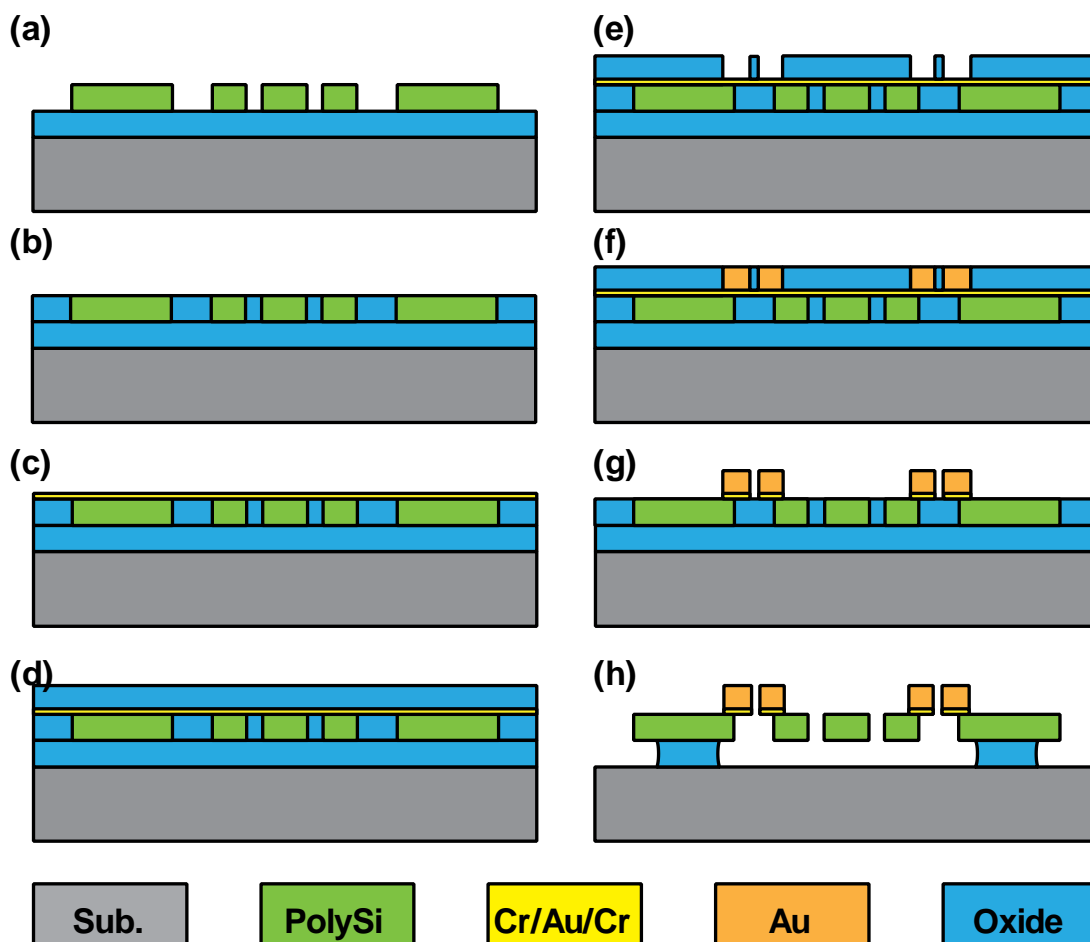 (a)
(b)
(c)
(d)
(e)
(f)
(g)
(h)
Sub. PolySi Cr/Au/Cr Au Oxide